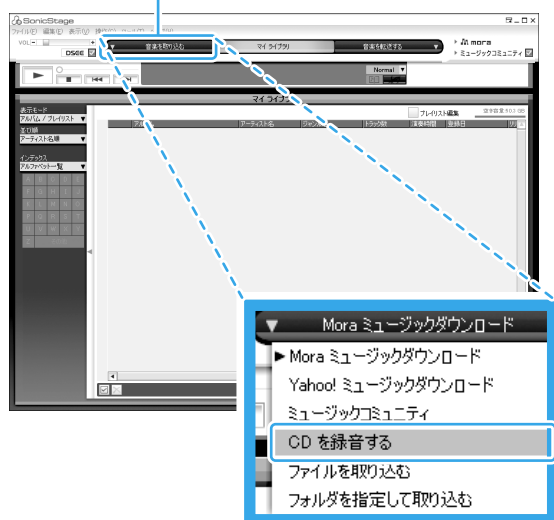 SonicStage
ファイル(F) 編集(E) 表示(V)
VOL
DSGE
音楽を取り込む
マイ ライブラリ
音楽を転送する
mora
ミュージックコミュニティ
Normal
マイ ライブラリ
表示モード
アルバム / プレイリスト
並び順
アーティスト名順
インデックス
アルファベット一覧
プレイリスト編集
アルバム
アーティスト名
ジャンル
トラック数
演奏時間
登録日
Mora ミュージックダウンロード
Mora ミュージックダウンロード
Yahoo! ミュージックダウンロード
ミュージックコミュニティ
CD を録音する
ファイルを取り込む
フォルダを指定して取り込む